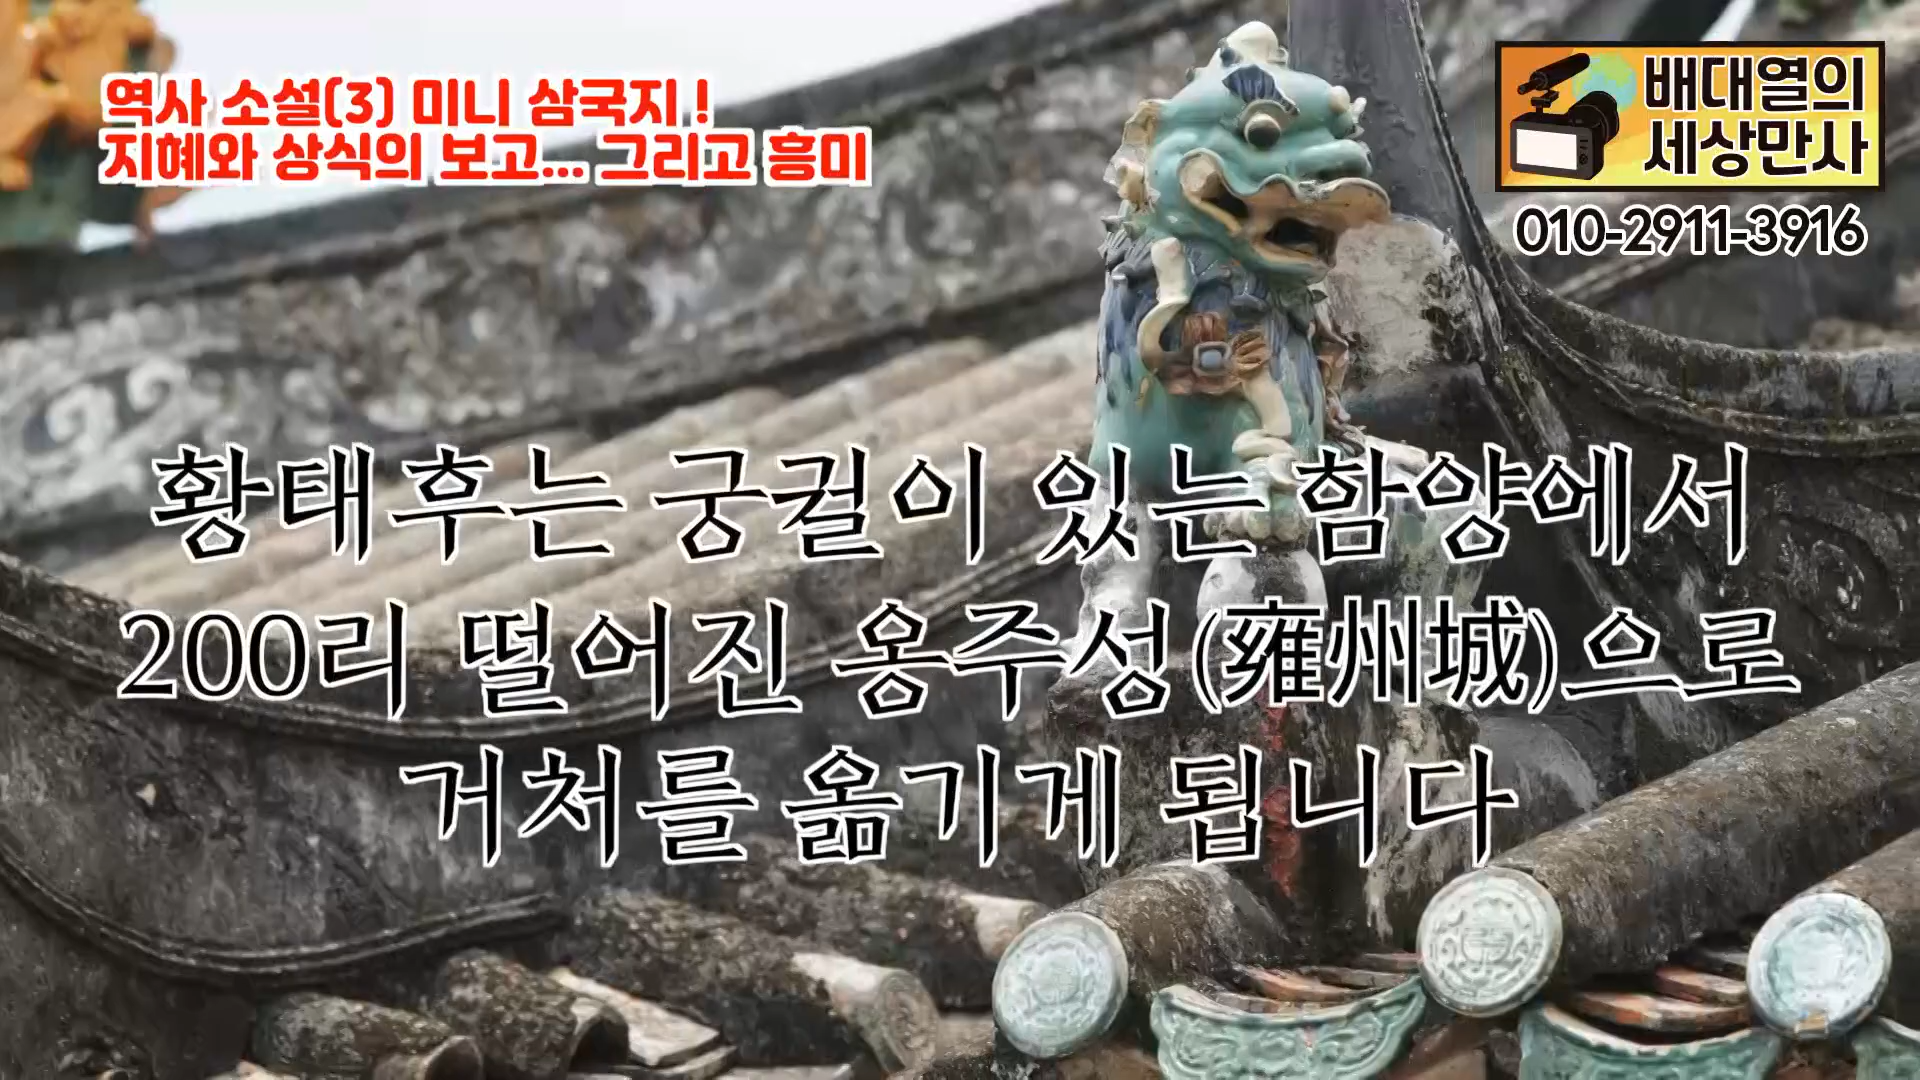 역사 소설(3) 미니 삼국지 !
지혜와 상식의 보고... 그리고 흥미
배대열의
세상만사
010-2911-3916
황태후는 궁궐이 있는 함양에서
200리 떨어진 옹주성(雍州城)으로
거처를 옮기게 됩니다